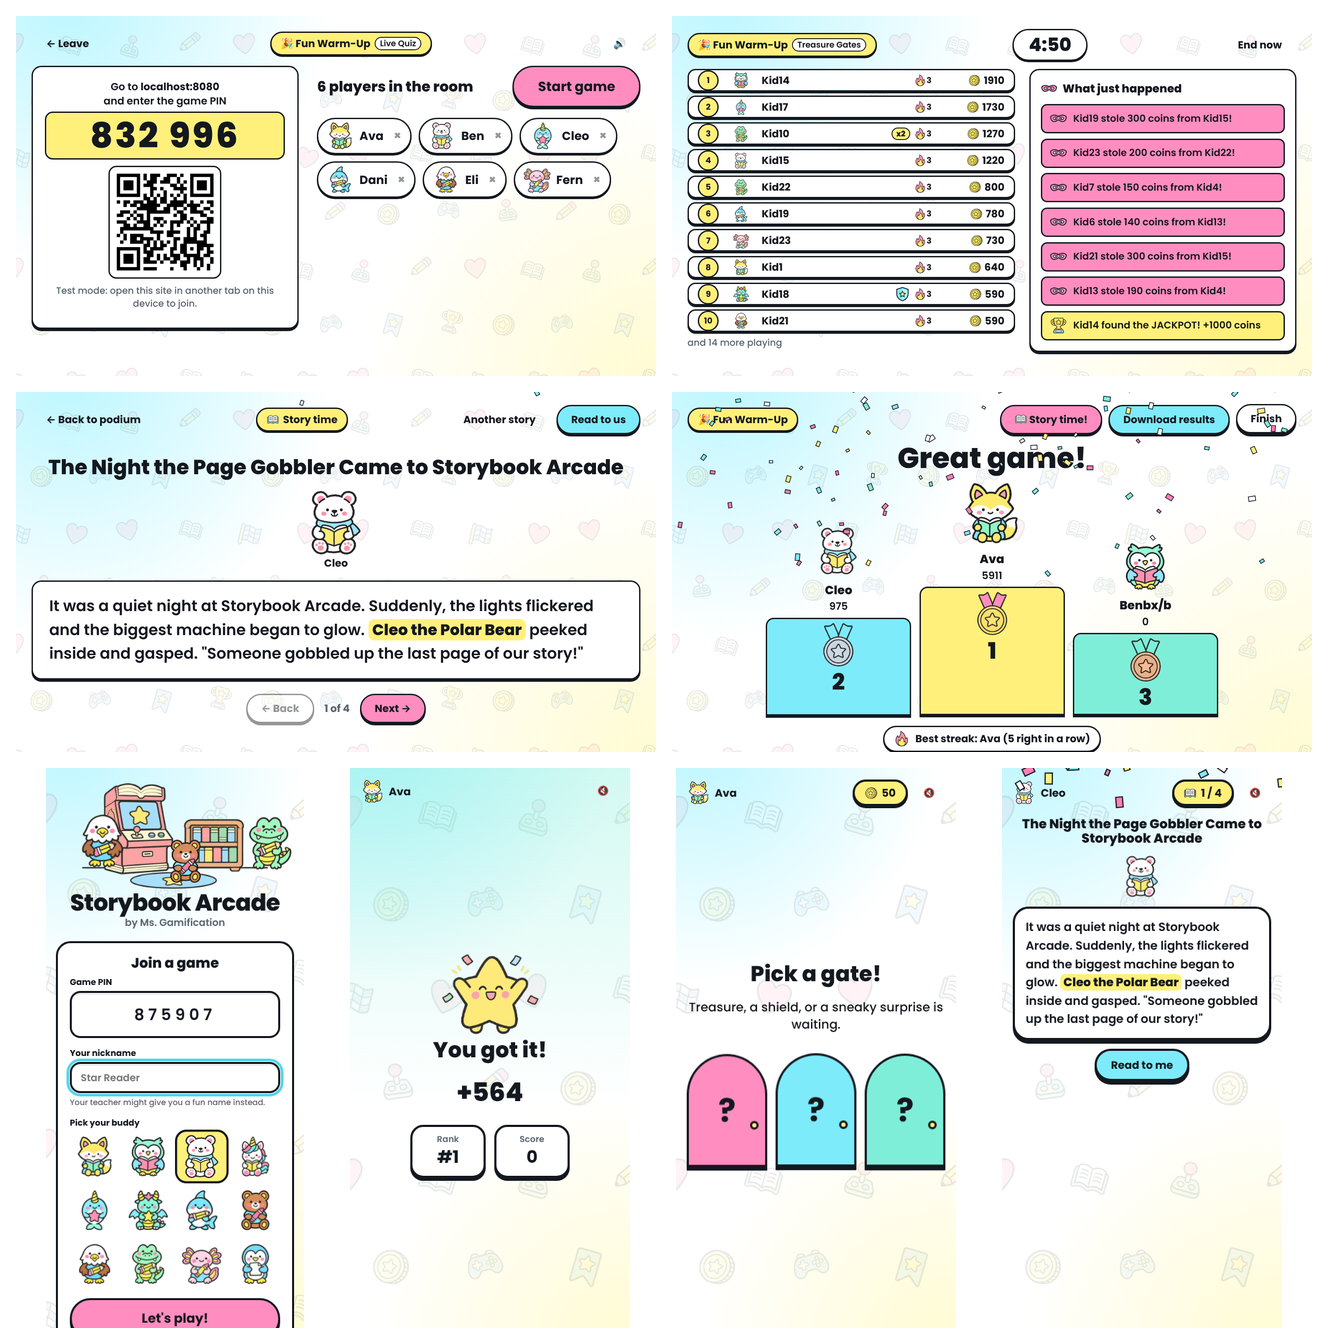 ← Leave
🎉 Fun Warm-Up Live Quiz
Go to localhost:8080
and enter the game PIN
832 996
Test mode: open this site in another tab on this
device to join.
6 players in the room
Start game
Ava ×
Ben ×
Cleo ×
Dani ×
Eli ×
Fern ×
🎉 Fun Warm-Up Treasure Gates
4:50
End now
1 Kid14 3 1910
2 Kid17 3 1730
3 Kid10 x2 3 1270
4 Kid15 3 1220
5 Kid22 3 800
6 Kid19 3 780
7 Kid23 3 730
8 Kid1 3 640
9 Kid18 3 590
10 Kid21 3 590
and 14 more playing
What just happened
Kid19 stole 300 coins from Kid15!
Kid23 stole 200 coins from Kid22!
Kid7 stole 150 coins from Kid4!
Kid6 stole 140 coins from Kid13!
Kid21 stole 300 coins from Kid15!
Kid13 stole 190 coins from Kid4!
Kid14 found the JACKPOT! +1000 coins
← Back to podium
📖 Story time
Another story
Read to us
The Night the Page Gobbler Came to Storybook Arcade
Cleo
It was a quiet night at Storybook Arcade. Suddenly, the lights flickered
and the biggest machine began to glow. Cleo the Polar Bear peeked
inside and gasped. "Someone gobbled up the last page of our story!"
← Back
1 of 4
Next →
🎉 Fun Warm-Up
📖 Story time!
Download results
Finish
Great game!
Ava
5911
Cleo
975
Benbx/b
0
1
2
3
Best streak: Ava (5 right in a row)
Storybook Arcade
by Ms. Gamification
Join a game
Game PIN
875907
Your nickname
Star Reader
Your teacher might give you a fun name instead.
Pick your buddy
Let's play!
Ava
You got it!
+564
Rank
#1
Score
0
Ava
50
Pick a gate!
Treasure, a shield, or a sneaky surprise is
waiting.
?
?
?
Cleo
📖 1 / 4
The Night the Page Gobbler Came to
Storybook Arcade
It was a quiet night at Storybook
Arcade. Suddenly, the lights flickered
and the biggest machine began to
glow. Cleo the Polar Bear peeked
inside and gasped. "Someone gobbled
up the last page of our story!"
Read to me